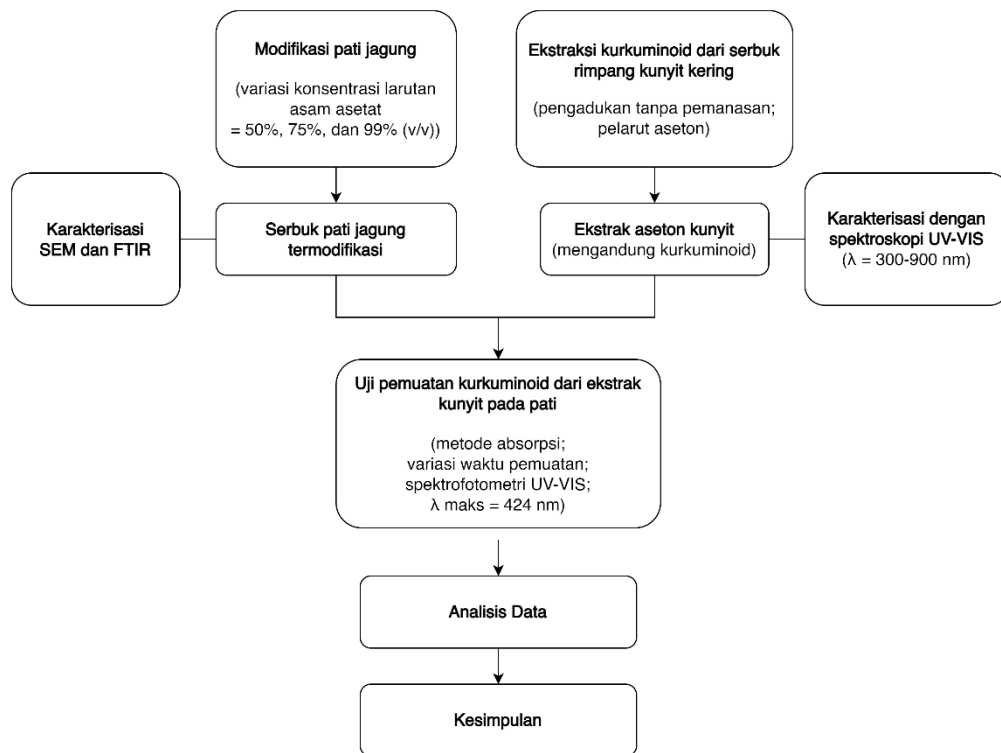 Modifikasi pati jagung
(variasi konsentrasi larutan
asam asetat
= 50%, 75%, dan 99% (v/v))
Ekstraksi kurkuminoid dari serbuk
rimpang kunyit kering
(pengadukan tanpa pemanasan;
pelarut aseton)
Karakterisasi
SEM dan FTIR
Serbuk pati jagung
termodifikasi
Ekstrak aseton kunyit
(mengandung kurkuminoid)
Karakterisasi dengan
spektroskopi UV-VIS
(λ = 300-900 nm)
Uji pemuatan kurkuminoid dari ekstrak
kunyit pada pati
(metode absorpsi;
variasi waktu pemuatan;
spektrofotometri UV-VIS;
λ maks = 424 nm)
Analisis Data
Kesimpulan